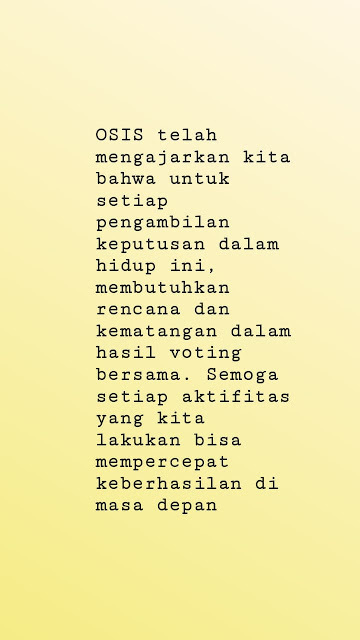 OSIS telah
mengajarkan kita
bahwa untuk
setiap
pengambilan
keputusan dalam
hidup ini,
membutuhkan
rencana dan
kematangan dalam
hasil voting
bersama. Semoga
setiap aktifitas
yang kita
lakukan bisa
mempercepat
keberhasilan di
masa depan